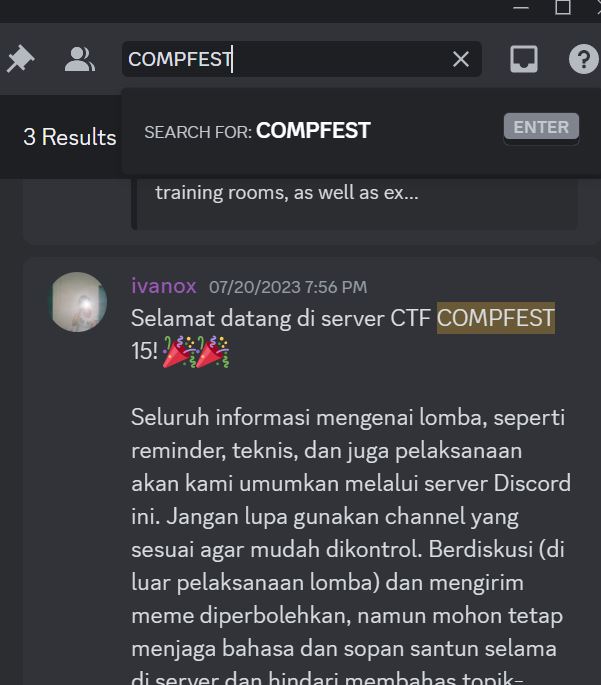 COMPFEST
SEARCH FOR: COMPFEST
ENTER
3 Results
training rooms, as well as ex...
ivanox 07/20/2023 7:56 PM
Selamat datang di server CTF COMPFEST
15! 🎉🎉
Seluruh informasi mengenai lomba, seperti
reminder, teknis, dan juga pelaksanaan
akan kami umumkan melalui server Discord
ini. Jangan lupa gunakan channel yang
sesuai agar mudah dikontrol. Berdiskusi (di
luar pelaksanaan lomba) dan mengirim
meme diperbolehkan, namun mohon tetap
menjaga bahasa dan sopan santun selama
di server dan hindari membahas topik-